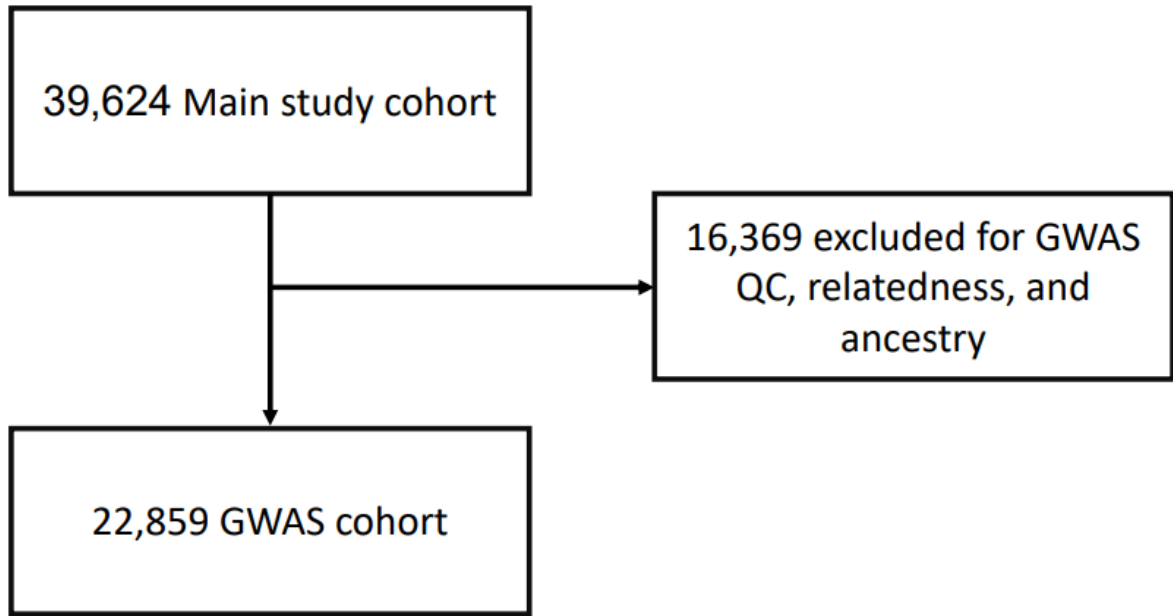 39,624 Main study cohort
16,369 excluded for GWAS
QC, relatedness, and
ancestry
22,859 GWAS cohort